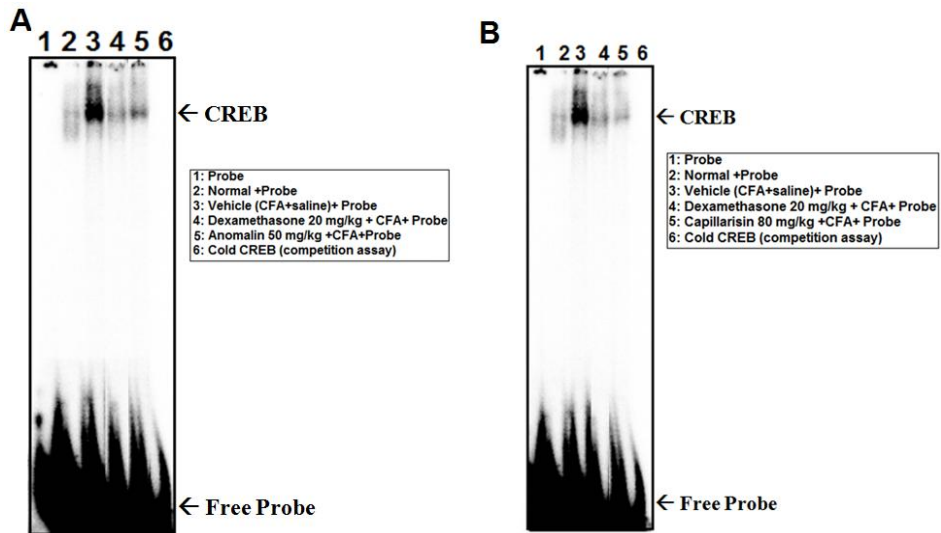 A
1 2 3 4 5 6
← CREB
1: Probe
2: Normal +Probe
3: Vehicle (CFA+saline)+ Probe
4: Dexamethasone 20 mg/kg + CFA+ Probe
5: Anomalin 50 mg/kg +CFA+Probe
6: Cold CREB (competition assay)
← Free Probe
B
1 2 3 4 5 6
← CREB
1: Probe
2: Normal +Probe
3: Vehicle (CFA+saline)+ Probe
4: Dexamethasone 20 mg/kg + CFA+ Probe
5: Capillarisin 80 mg/kg +CFA+ Probe
6: Cold CREB (competition assay)
← Free Probe